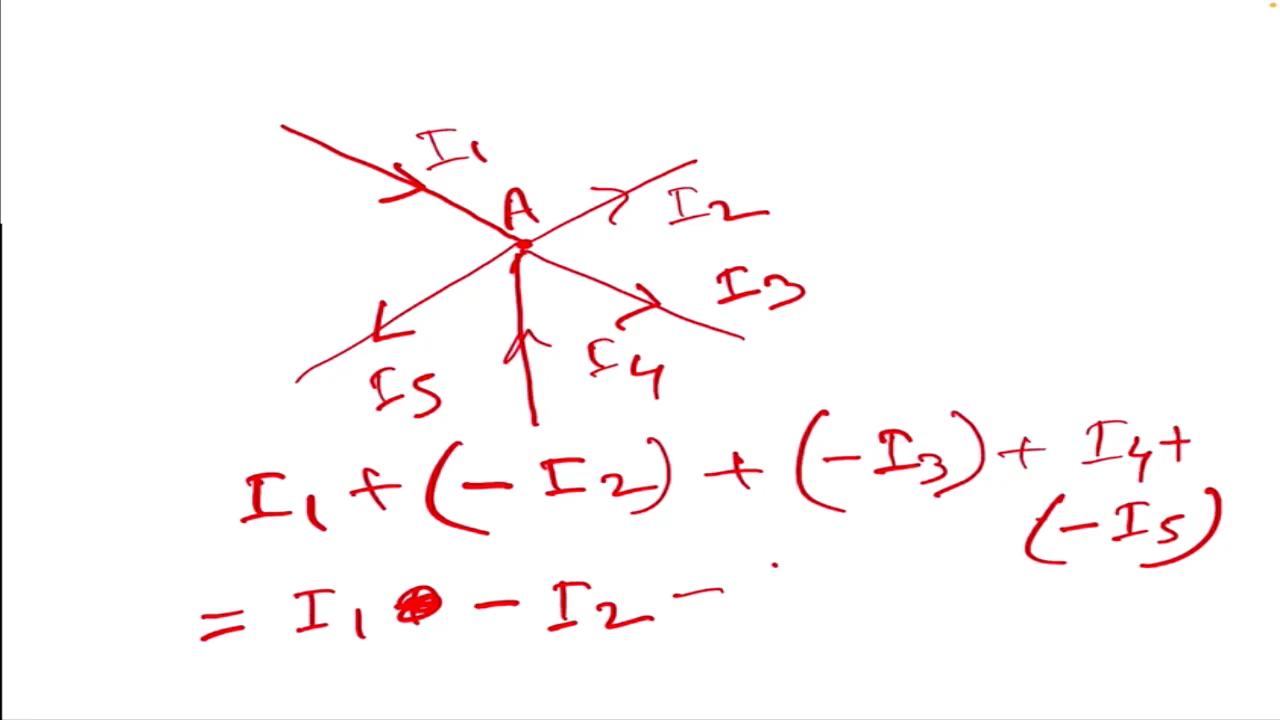 I1
A
I2
I3
I4
I5
I1 + (- I2) + (- I3) + I4 +
(- I5)
= I1 - I2 -